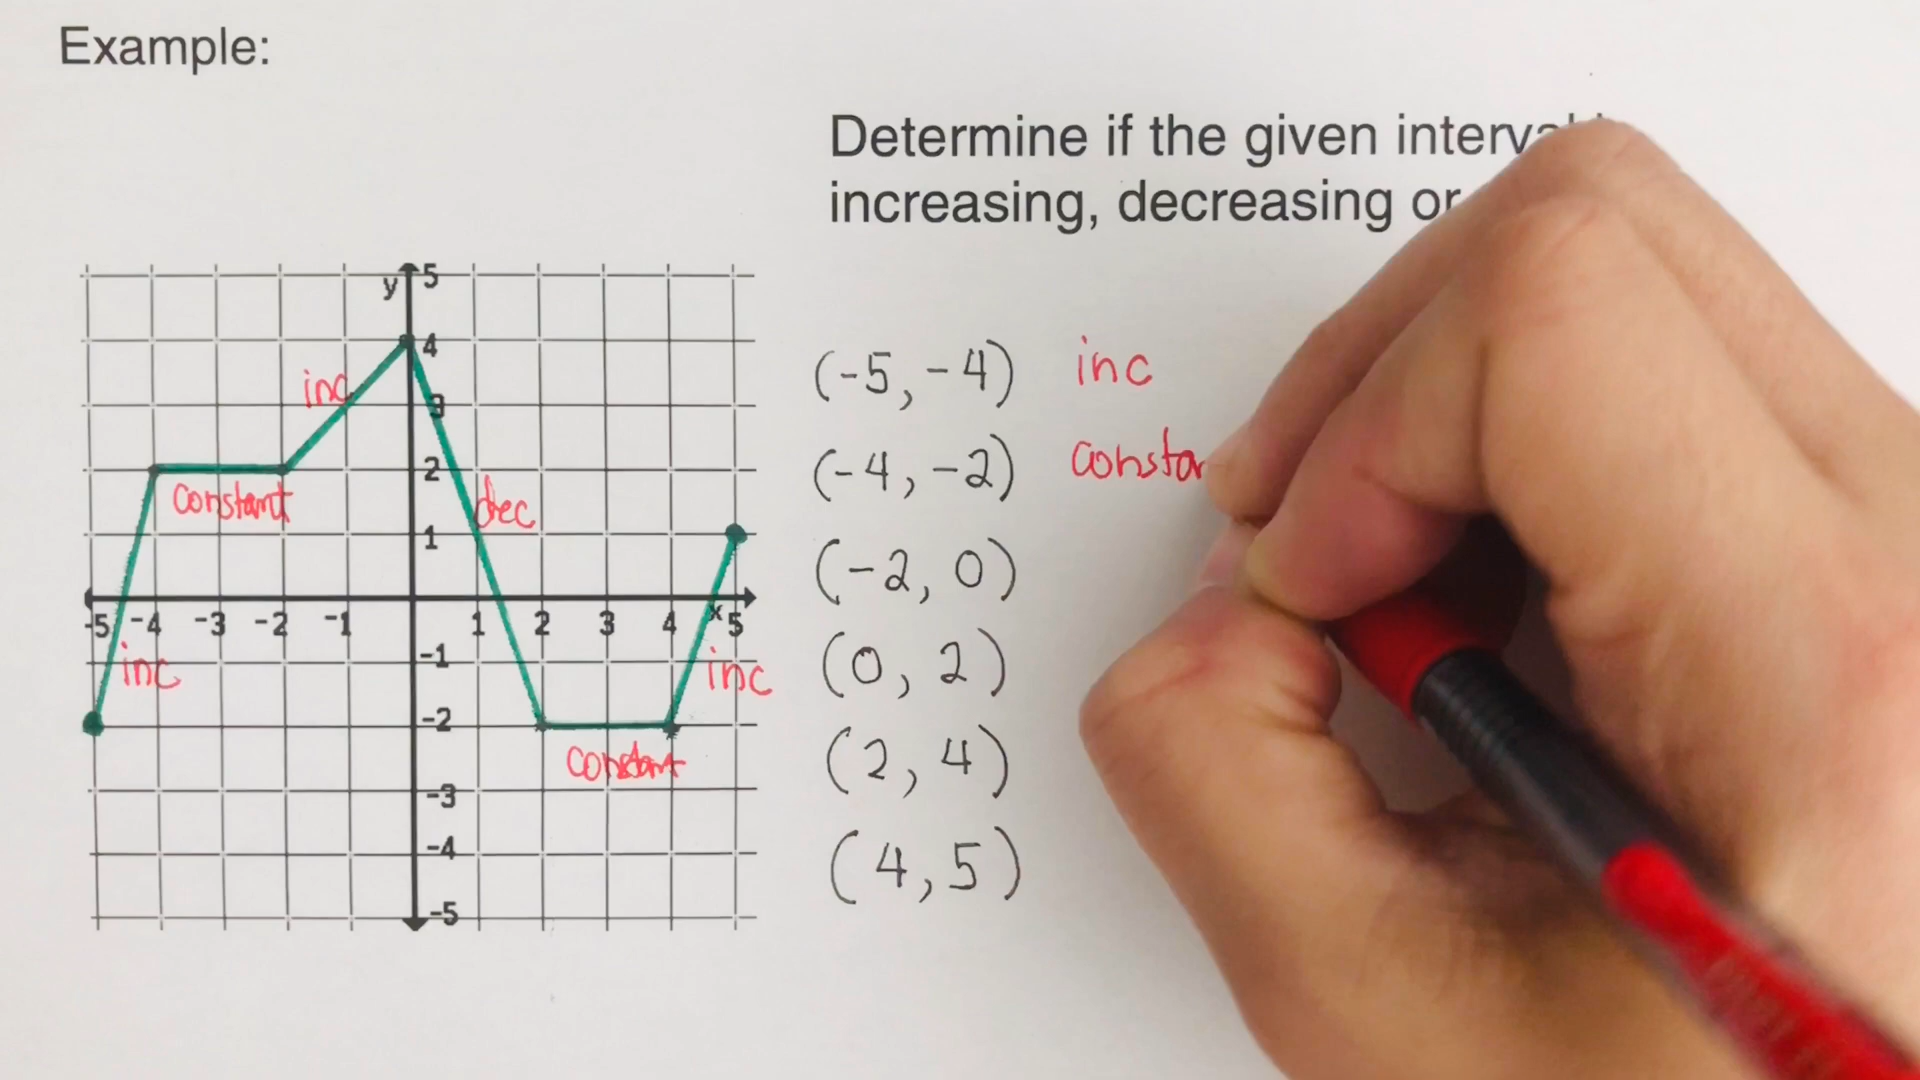 Example:
Determine if the given interval
increasing, decreasing or
y
5
4
3
2
1
-5 -4 -3 -2 -1 1 2 3 4 x 5
-1
-2
-3
-4
-5
inc
constant
inc
dec
constant
inc
(-5, -4) inc
(-4, -2) constan
(-2, 0)
(0, 2)
(2, 4)
(4, 5)